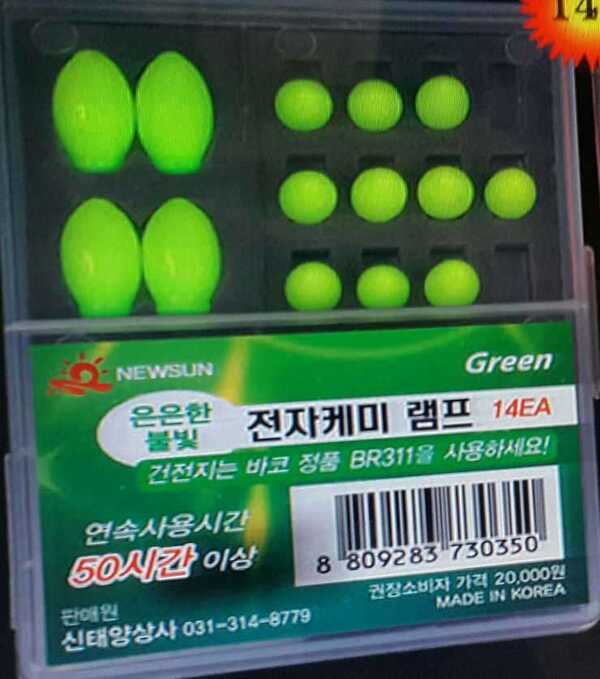 14
NEWSUN
Green
은은한
불빛
전자케미 램프 14EA
건전지는 바코 정품 BR311을 사용하세요!
연속사용시간
50시간 이상
8 809283 730350
권장소비자 가격 20,000원
MADE IN KOREA
판매원
신태양상사 031-314-8779